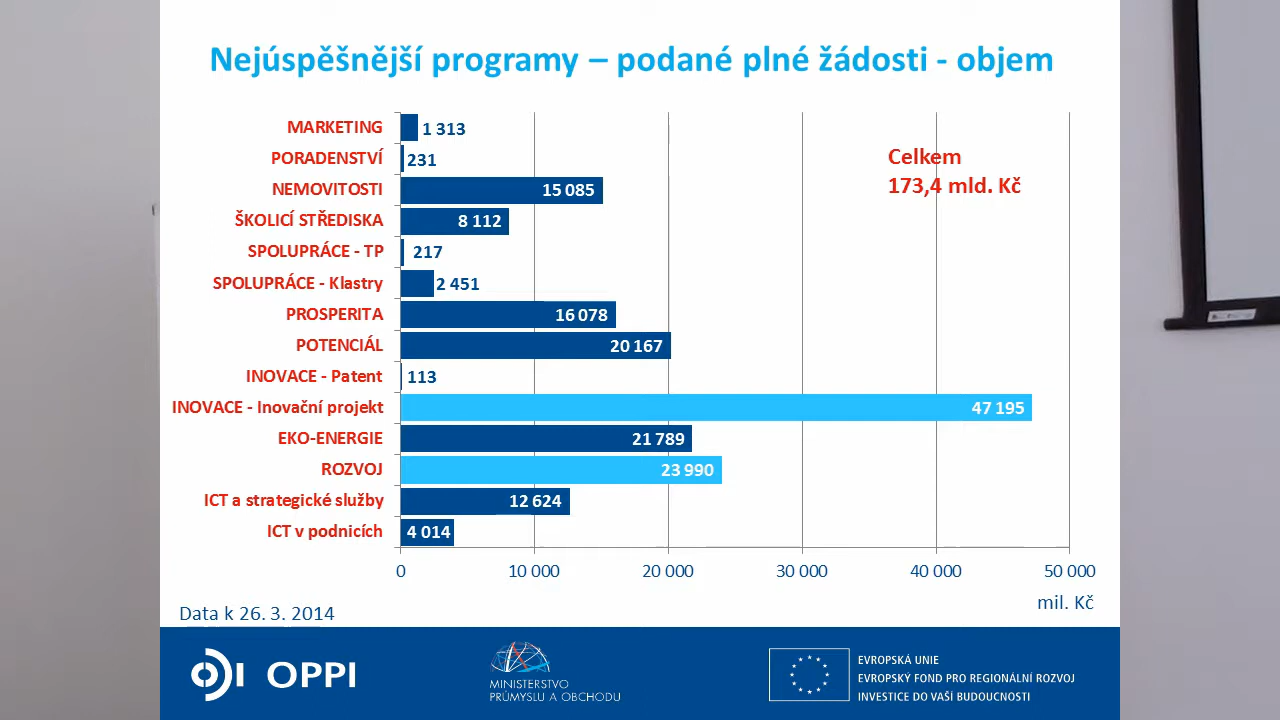 Nejúspěšnější programy – podané plné žádosti - objem
MARKETING 1 313
PORADENSTVÍ 231
Celkem
173,4 mld. Kč
NEMOVITOSTI 15 085
ŠKOLICÍ STŘEDISKA 8 112
SPOLUPRÁCE - TP 217
SPOLUPRÁCE - Klastry 2 451
PROSPERITA 16 078
POTENCIÁL 20 167
INOVACE - Patent 113
INOVACE - Inovační projekt 47 195
EKO-ENERGIE 21 789
ROZVOJ 23 990
ICT a strategické služby 12 624
ICT v podnicích 4 014
0 10 000 20 000 30 000 40 000 50 000
mil. Kč
Data k 26. 3. 2014
OPPI
MINISTERSTVO
PRŮMYSLU A OBCHODU
EVROPSKÁ UNIE
EVROPSKÝ FOND PRO REGIONÁLNÍ ROZVOJ
INVESTICE DO VAŠÍ BUDOUCNOSTI